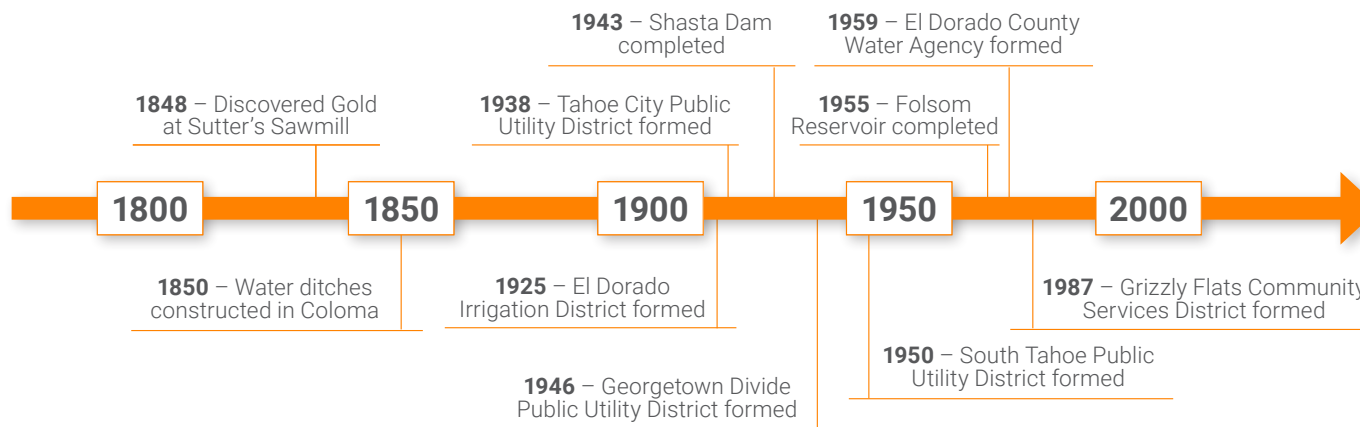 1943 – Shasta Dam
completed
1959 – El Dorado County
Water Agency formed
1848 – Discovered Gold
at Sutter's Sawmill
1938 – Tahoe City Public
Utility District formed
1955 – Folsom
Reservoir completed
1800
1850
1900
1950
2000
1850 – Water ditches
constructed in Coloma
1925 – El Dorado
Irrigation District formed
1987 – Grizzly Flats Community
Services District formed
1946 – Georgetown Divide
Public Utility District formed
1950 – South Tahoe Public
Utility District formed